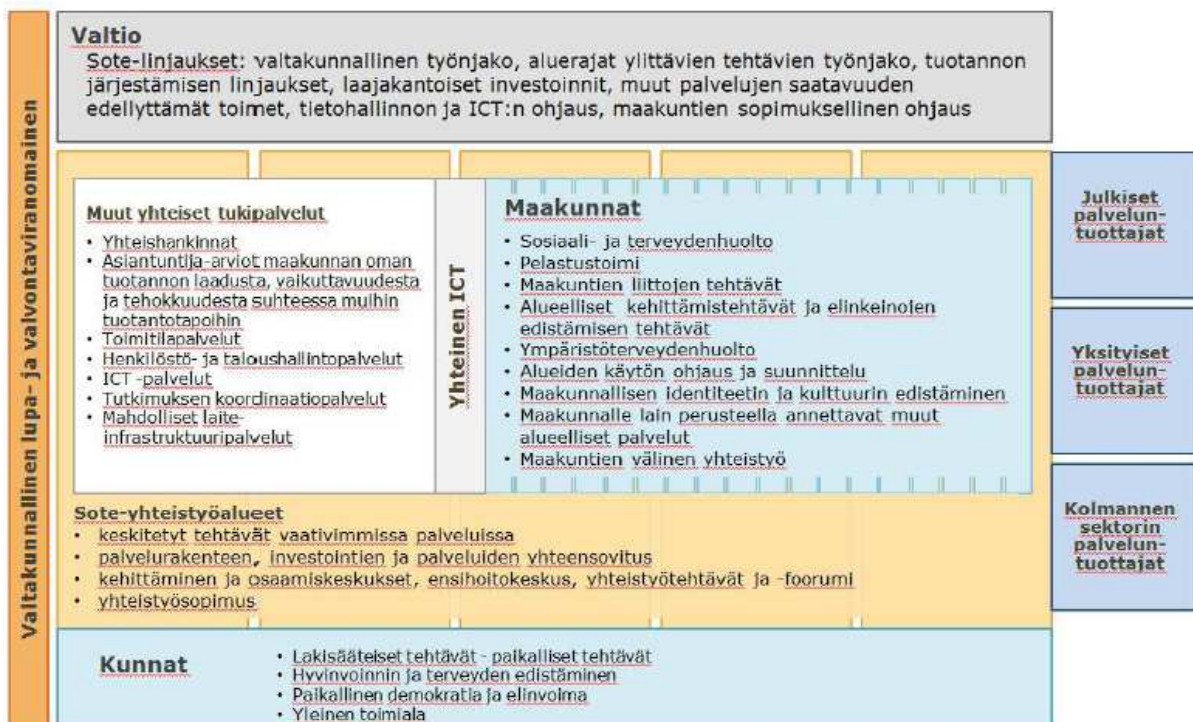 Valtakunnallinen lupa- ja valvontaviranomainen
Valtio
Sote-linjaukset: valtakunnallinen työnjako, aluerajat ylittävien tehtävien työnjako, tuotannon
järjestämisen linjaukset, laajakantoiset investoinnit, muut palvelujen saatavuuden
edellyttämät toimet, tietohallinnon ja ICT:n ohjaus, maakuntien sopimuksellinen ohjaus
Muut yhteiset tukipalvelut
• Yhteishankinnat
• Asiantuntija-arviot maakunnan oman
tuotannon laadusta, vaikuttavuudesta
ja tehokkuudesta suhteessa muihin
tuotantotapoihin
• Toimitilapalvelut
• Henkilöstö- ja taloushallintopalvelut
• ICT -palvelut
• Tutkimuksen koordinaatiopalvelut
• Mahdolliset laite-
infrastruktuuripalvelut
Yhteinen ICT
Maakunnat
• Sosiaali- ja terveydenhuolto
• Pelastustoimi
• Maakuntien liittojen tehtävät
• Alueelliset kehittämistehtävät ja elinkeinojen
edistämisen tehtävät
• Ympäristöterveydenhuolto
• Alueiden käytön ohjaus ja suunnittelu
• Maakunnallisen identiteetin ja kulttuurin edistäminen
• Maakunnalle lain perusteella annettavat muut
alueelliset palvelut
• Maakuntien välinen yhteistyö
Julkiset
palvelun-
tuottajat
Yksityiset
palvelun-
tuottajat
Kolmannen
sektorin
palvelun-
tuottajat
Sote-yhteistyöalueet
• keskitetyt tehtävät vaativimmissa palveluissa
• palvelurakenteen, investointien ja palveluiden yhteensovitus
• kehittäminen ja osaamiskeskukset, ensihoitokeskus, yhteistyötehtävät ja -foorumi
• yhteistyösopimus
Kunnat
• Lakisääteiset tehtävät - paikalliset tehtävät
• Hyvinvoinnin ja terveyden edistäminen
• Paikallinen demokratia ja elinvoima
• Yleinen toimiala